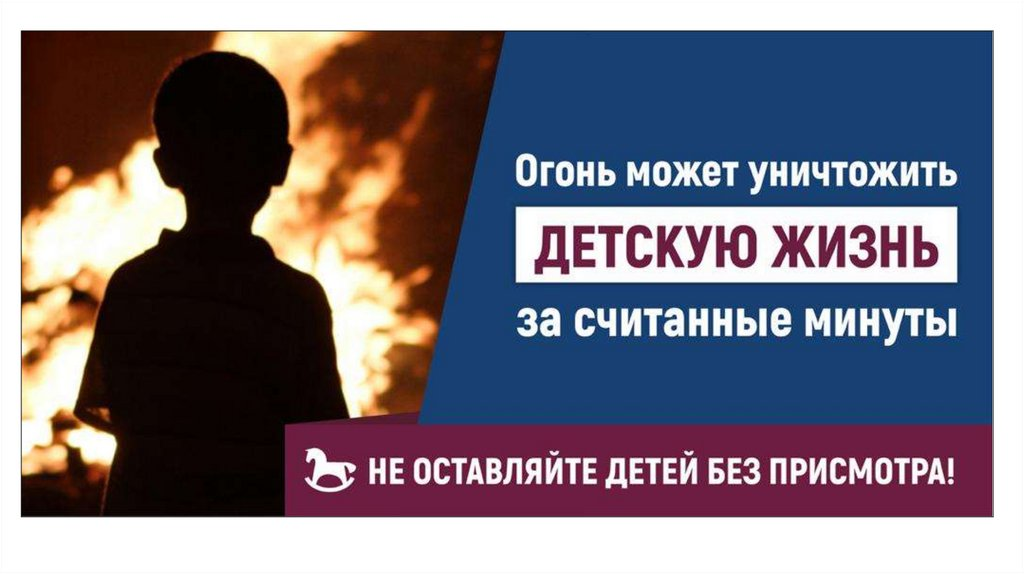 Огонь может уничтожить
ДЕТСКУЮ ЖИЗНЬ
за считанные минуты
НЕ ОСТАВЛЯЙТЕ ДЕТЕЙ БЕЗ ПРИСМОТРА!